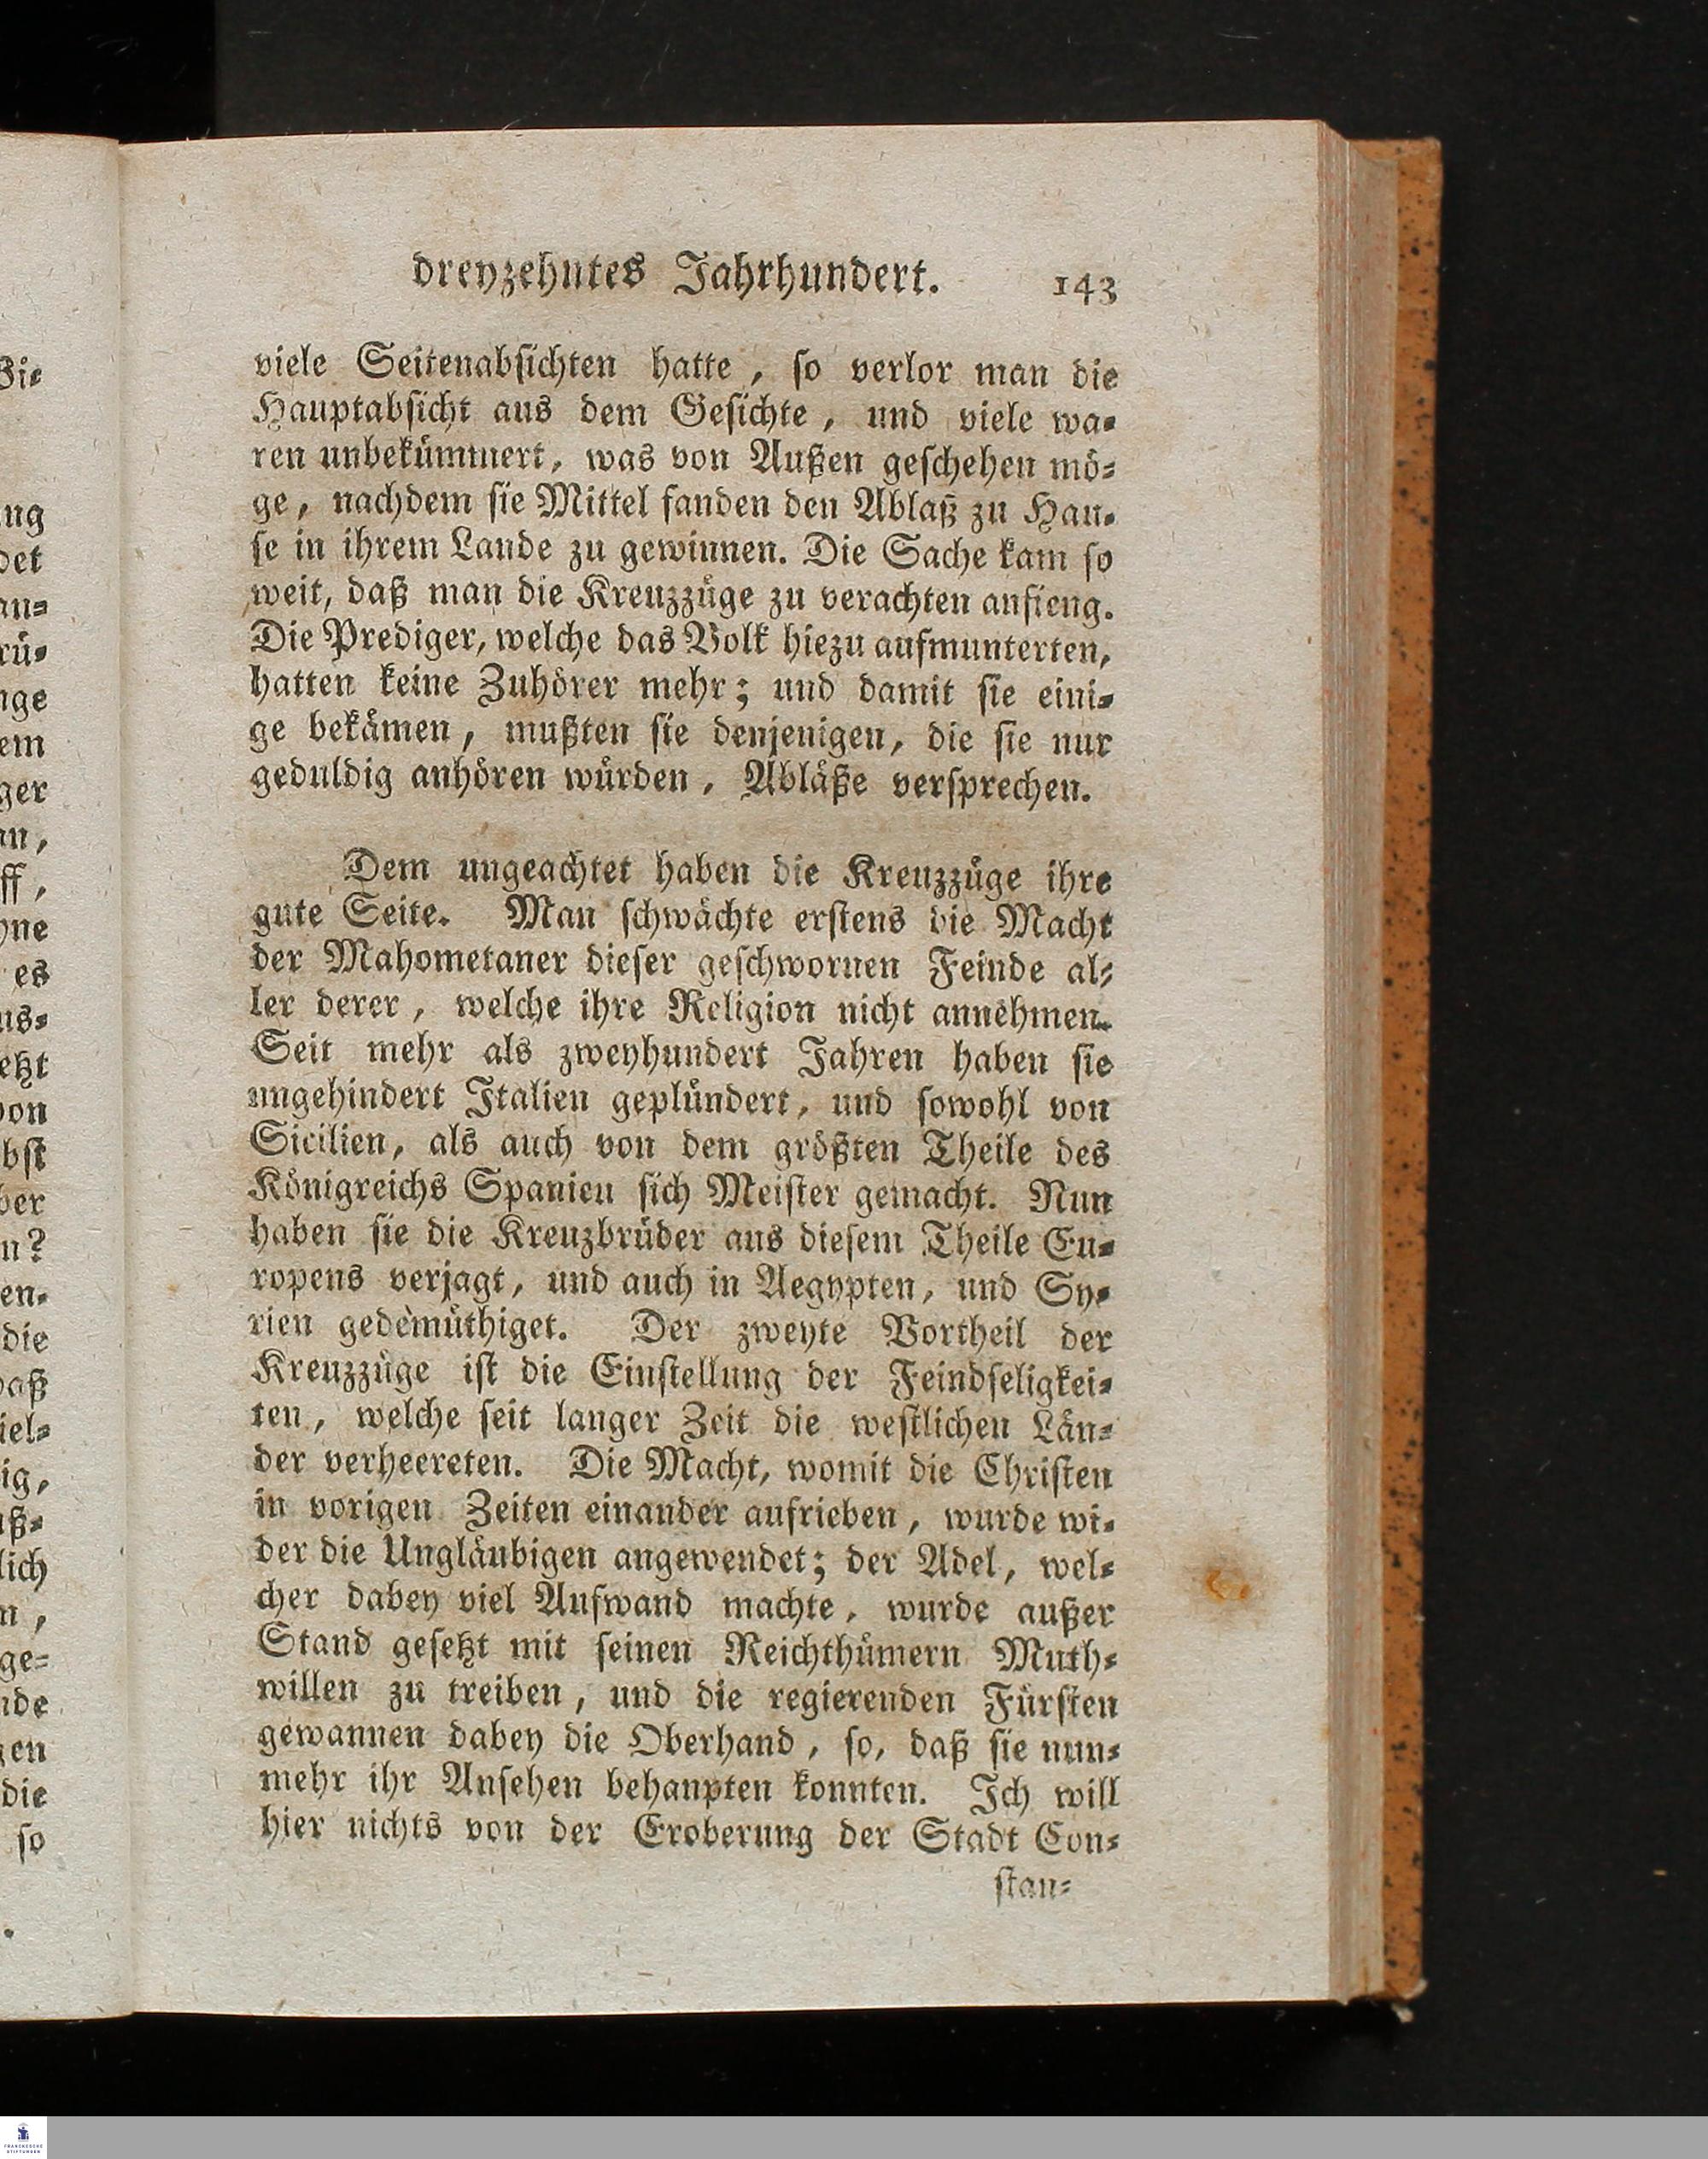 dreyzehntes Jahrhundert. 143
viele Seitenabsichten hatte, so verlor man die
Hauptabsicht aus dem Gesichte, und viele wa-
ren unbekümmert, was von Außen geschehen mö-
ge, nachdem sie Mittel fanden den Ablaß zu Hau-
se in ihrem Lande zu gewinnen. Die Sache kam so
weit, daß man die Kreuzzüge zu verachten anfieng.
Die Prediger, welche das Volk hiezu aufmunterten,
hatten keine Zuhörer mehr; und damit sie eini-
ge bekämen, mußten sie denjenigen, die sie nur
geduldig anhören würden, Abläße versprechen.
Dem ungeachtet haben die Kreuzzüge ihre
gute Seite. Man schwächte erstens die Macht
der Mahometaner dieser geschwornen Feinde al-
ler derer, welche ihre Religion nicht annehmen.
Seit mehr als zweyhundert Jahren haben sie
ungehindert Italien geplündert, und sowohl von
Sicilien, als auch von dem größten Theile des
Königreichs Spanien sich Meister gemacht. Nun
haben sie die Kreuzbrüder aus diesem Theile Eu-
ropens verjagt, und auch in Aegypten, und Sy-
rien gedemüthiget. Der zweyte Vortheil der
Kreuzzüge ist die Einstellung der Feindseligkei-
ten, welche seit langer Zeit die westlichen Län-
der verheereten. Die Macht, womit die Christen
in vorigen Zeiten einander aufrieben, wurde wi-
der die Ungläubigen angewendet; der Adel, wel-
cher dabey viel Aufwand machte, wurde außer
Stand gesetzt mit seinen Reichthümern Muth-
willen zu treiben, und die regierenden Fürsten
gewannen dabey die Oberhand, so, daß sie nun-
mehr ihr Ansehen behaupten konnten. Ich will
hier nichts von der Eroberung der Stadt Con-
stan-
FRANCKESCHE
STIFTUNGEN